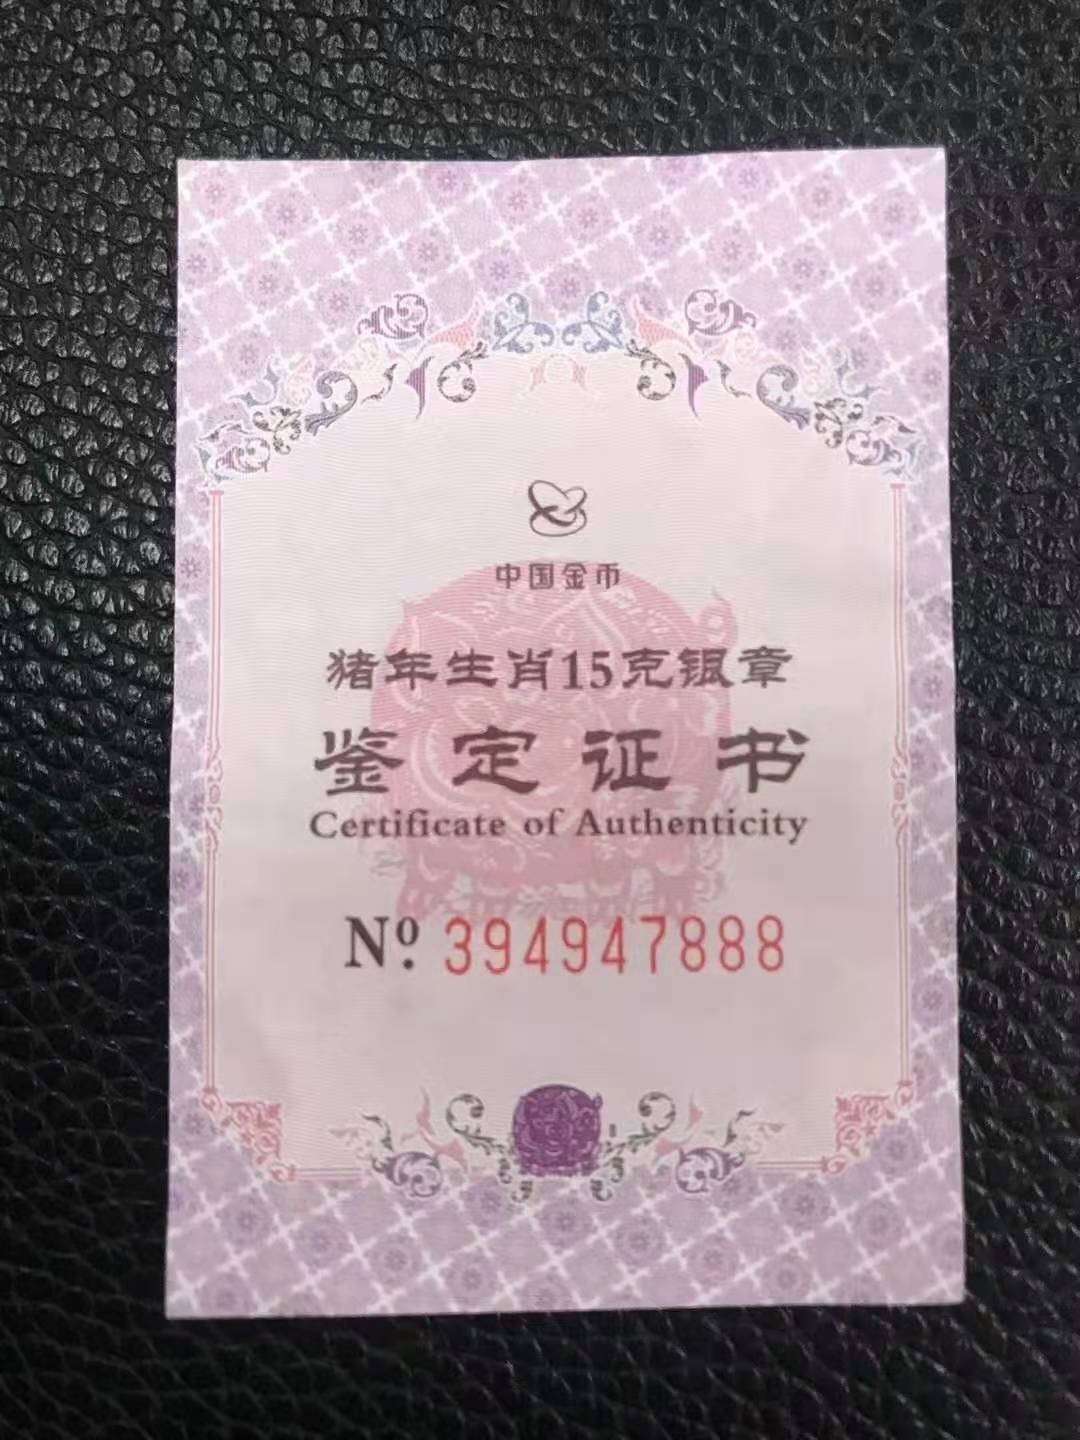 中国金币
猪年生肖15克银章
鉴定证书
Certificate of Authenticity
Nº. 394947888